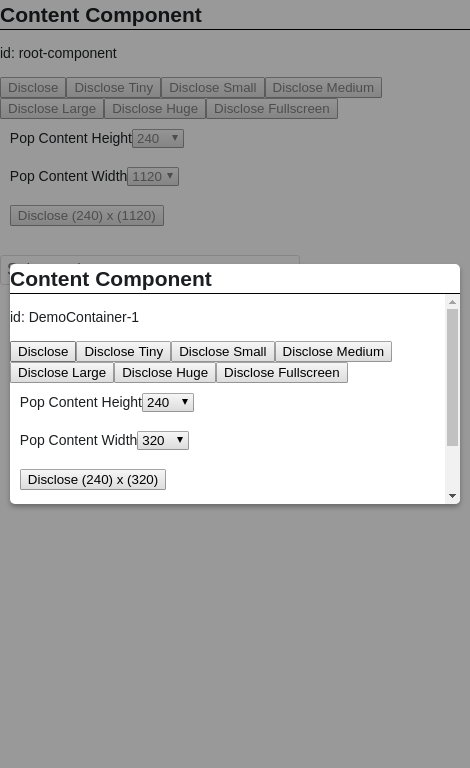 Content Component
id: root-component
Disclose Disclose Tiny Disclose Small Disclose Medium
Disclose Large Disclose Huge Disclose Fullscreen
Pop Content Height 240
Pop Content Width 1120
Disclose (240) x (1120)
Content Component
id: DemoContainer-1
Disclose Disclose Tiny Disclose Small Disclose Medium
Disclose Large Disclose Huge Disclose Fullscreen
Pop Content Height 240
Pop Content Width 320
Disclose (240) x (320)